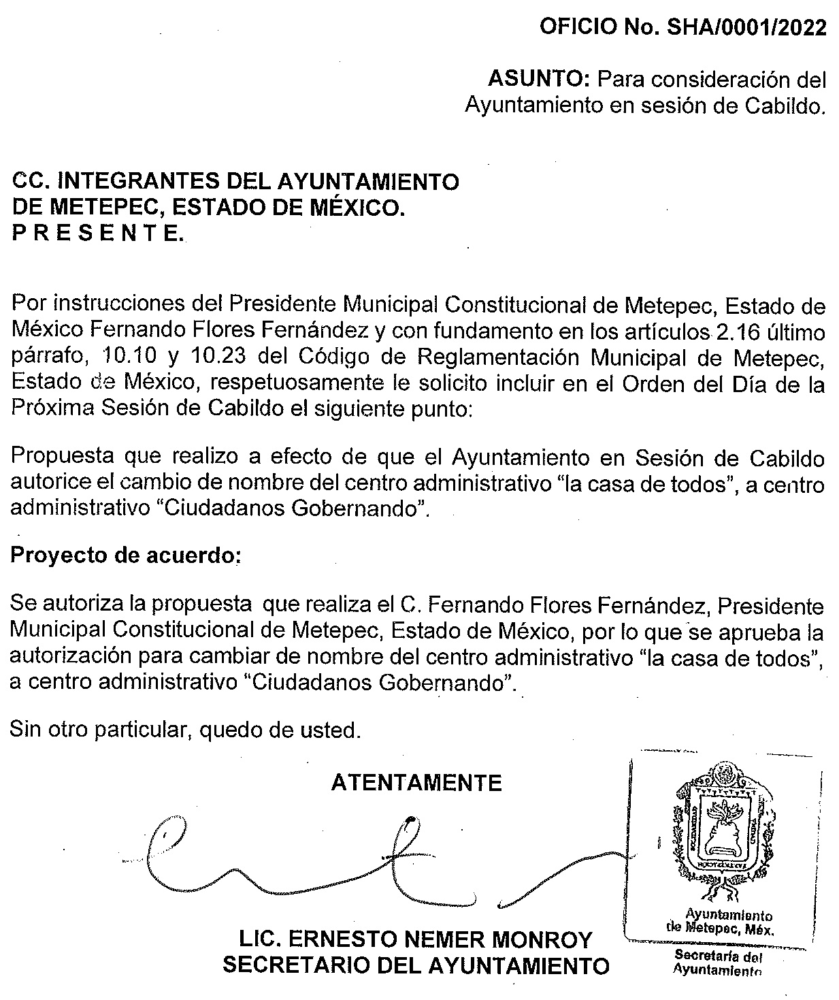 OFICIO No. SHA/0001/2022
ASUNTO: Para consideración del
Ayuntamiento en sesión de Cabildo.
CC. INTEGRANTES DEL AYUNTAMIENTO
DE METEPEC, ESTADO DE MÉXICO.
P R E S E N T E.
Por instrucciones del Presidente Municipal Constitucional de Metepec, Estado de
México Fernando Flores Fernández y con fundamento en los artículos 2.16 último
párrafo, 10.10 y 10.23 del Código de Reglamentación Municipal de Metepec,
Estado de México, respetuosamente le solicito incluir en el Orden del Día de la
Próxima Sesión de Cabildo el siguiente punto:
Propuesta que realizo a efecto de que el Ayuntamiento en Sesión de Cabildo
autorice el cambio de nombre del centro administrativo “la casa de todos”, a centro
administrativo “Ciudadanos Gobernando”.
Proyecto de acuerdo:
Se autoriza la propuesta que realiza el C. Fernando Flores Fernández, Presidente
Municipal Constitucional de Metepec, Estado de México, por lo que se aprueba la
autorización para cambiar de nombre del centro administrativo “la casa de todos”,
a centro administrativo “Ciudadanos Gobernando”.
Sin otro particular, quedo de usted.
ATENTAMENTE
SOLIDARIDAD
Ayuntamiento
de Metepec, Méx.
LIC. ERNESTO NEMER MONROY
SECRETARIO DEL AYUNTAMIENTO
Secretaría del
Ayuntamiento